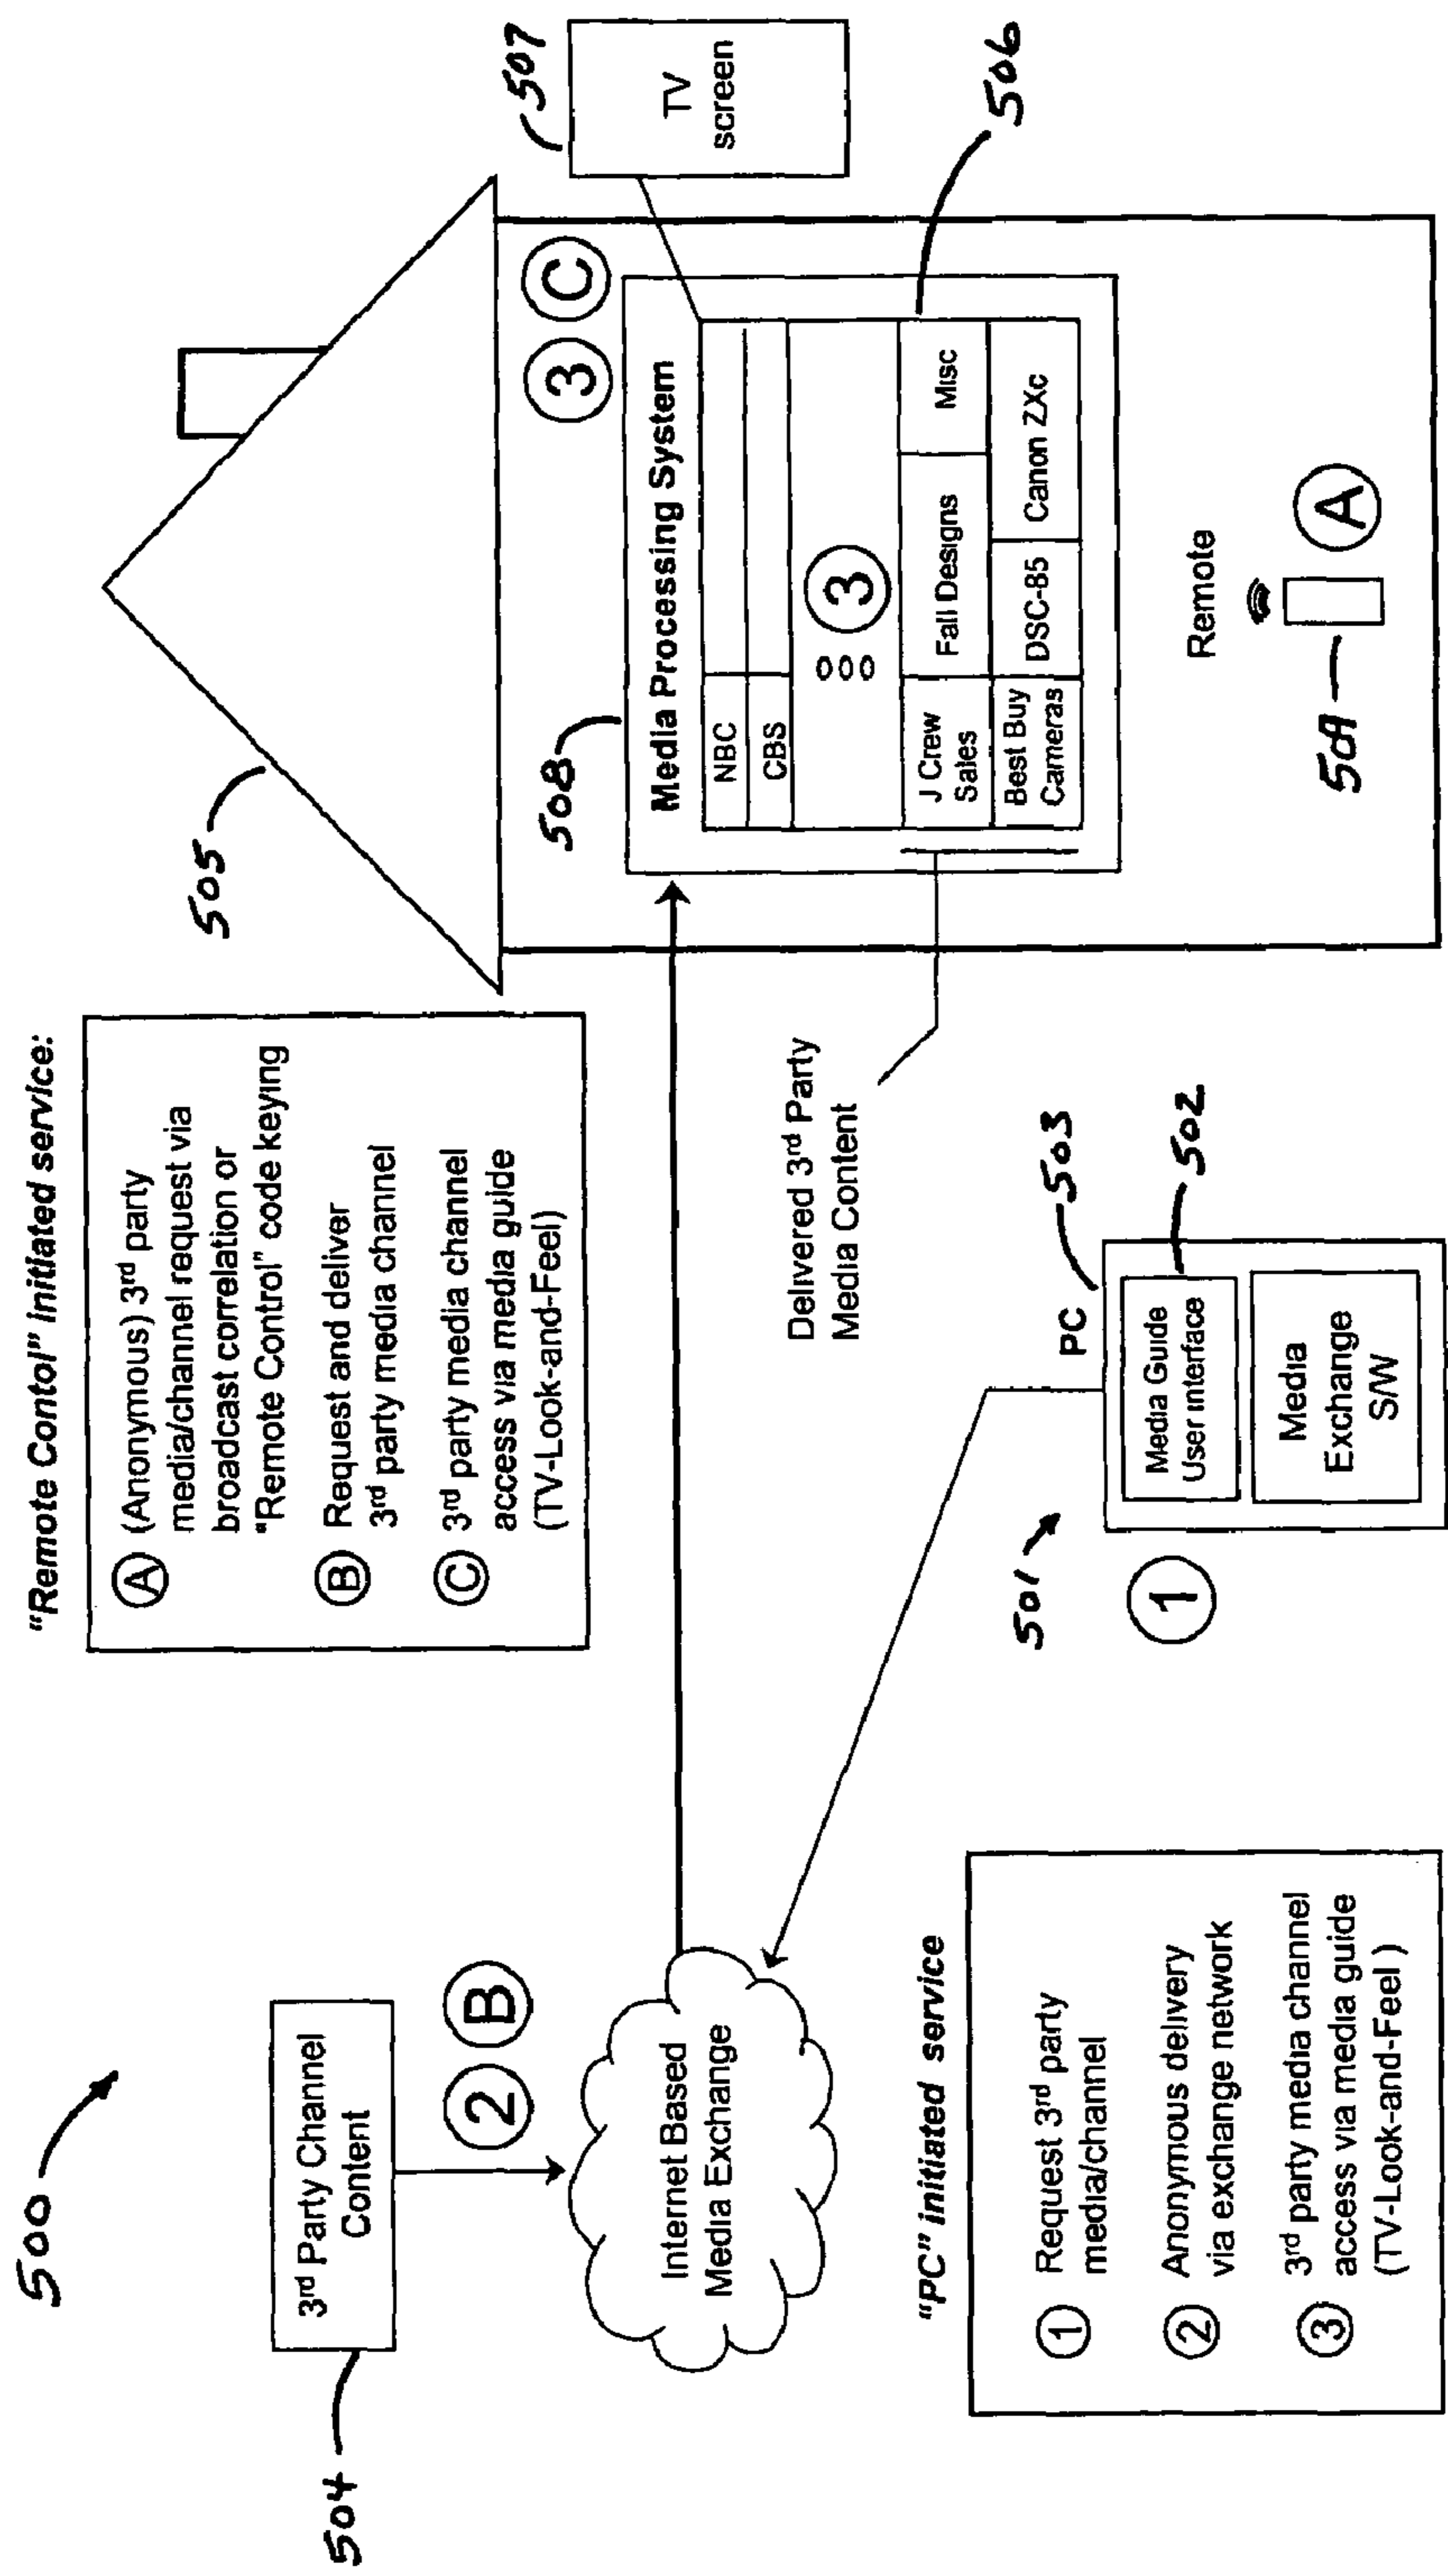 500
504
3rd Party Channel
Content
2 B
Internet Based
Media Exchange
"PC" initiated service
1 Request 3rd party
media/channel
2 Anonymous delivery
via exchange network
3 3rd party media channel
access via media guide
(TV-Look-and-Feel )
"Remote Contol" initiated service:
A (Anonymous) 3rd party
media/channel request via
broadcast correlation or
"Remote Control" code keying
B Request and deliver
3rd party media channel
C 3rd party media channel
access via media guide
(TV-Look-and-Feel)
Delivered 3rd Party
Media Content
501
1
PC
503
Media Guide
User interface
502
Media
Exchange
S/W
505
3 C
508
Media Processing System
NBC
CBS
000 3
J Crew
Sales
Fall Designs
Misc
Best Buy
Cameras
DSC-85
Canon ZXc
506
507
TV
screen
Remote
509
A